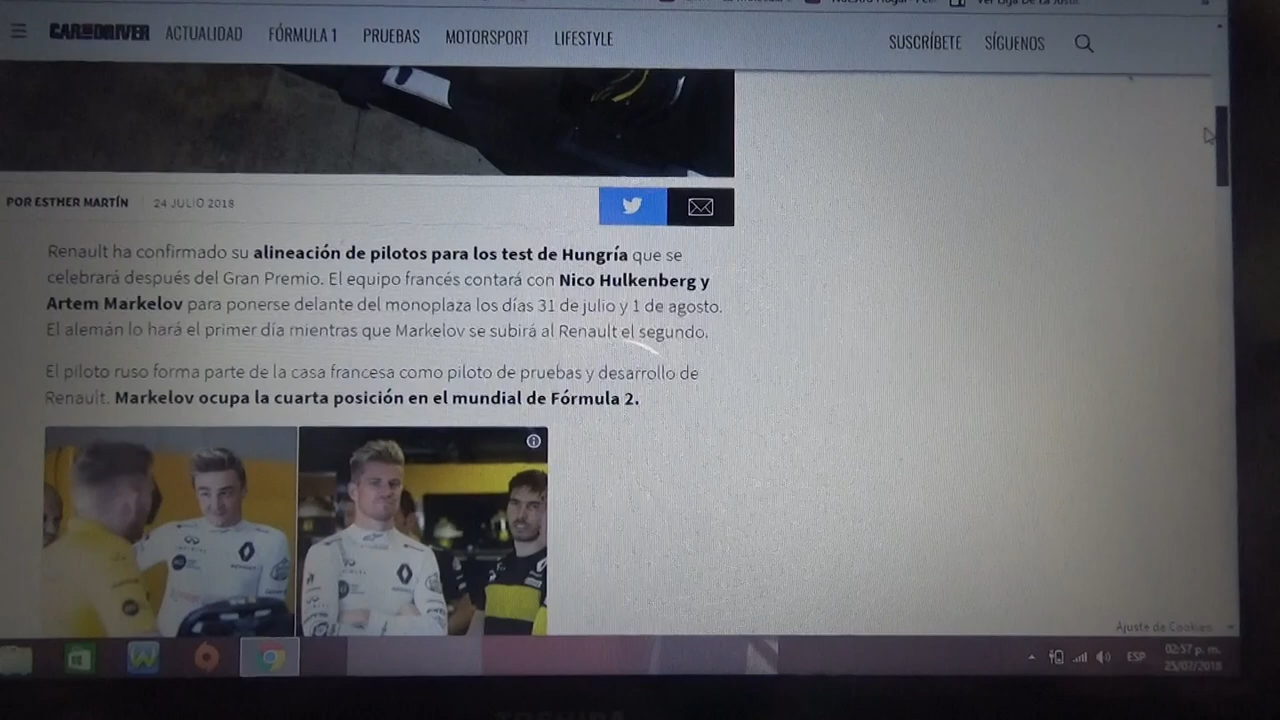 CAR AND DRIVER ACTUALIDAD FÓRMULA 1 PRUEBAS MOTORSPORT LIFESTYLE SUSCRÍBETE SÍGUENOS
POR ESTHER MARTÍN 24 JULIO 2018
Renault ha confirmado su alineación de pilotos para los test de Hungría que se
celebrará después del Gran Premio. El equipo francés contará con Nico Hulkenberg y
Artem Markelov para ponerse delante del monoplaza los días 31 de julio y 1 de agosto.
El alemán lo hará el primer día mientras que Markelov se subirá al Renault el segundo.
El piloto ruso forma parte de la casa francesa como piloto de pruebas y desarrollo de
Renault. Markelov ocupa la cuarta posición en el mundial de Fórmula 2.
Ajuste de Cookies
ESP
02:57 p. m.
25/07/2018